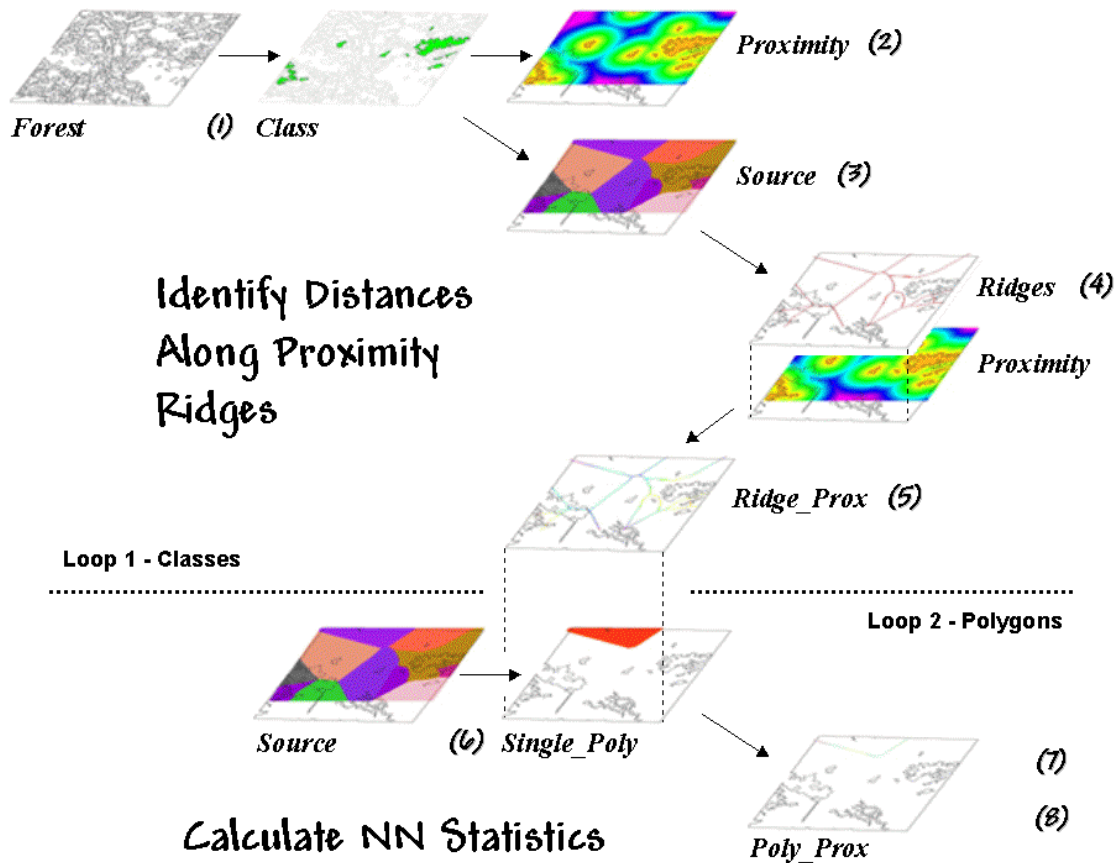 Proximity (2)
Forest (1) Class
Source (3)
Identify Distances
Along Proximity
Ridges
Ridges (4)
Proximity
Ridge_Prox (5)
Loop 1 - Classes
Loop 2 - Polygons
Source (6) Single_Poly
(7)
(8)
Poly_Prox
Calculate NN Statistics